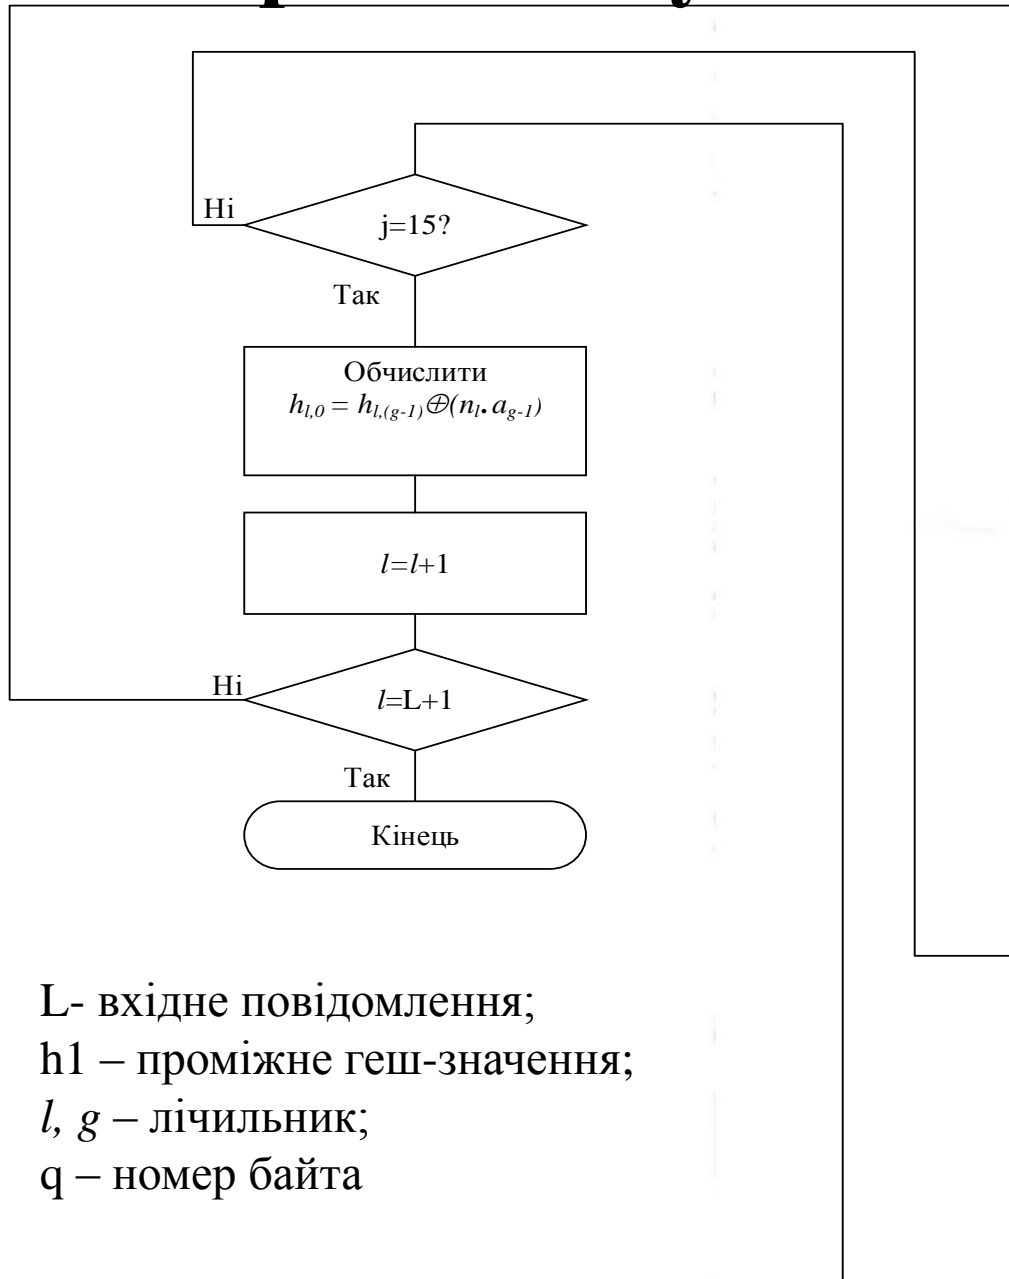 Ні
j=15?
Так
Обчислити
h_{l,0} = h_{l,(g-1)}⊕(n_l.a_{g-1})
l=l+1
Ні
l=L+1
Так
Кінець
L- вхідне повідомлення;
h1 – проміжне геш-значення;
l, g – лічильник;
q – номер байта